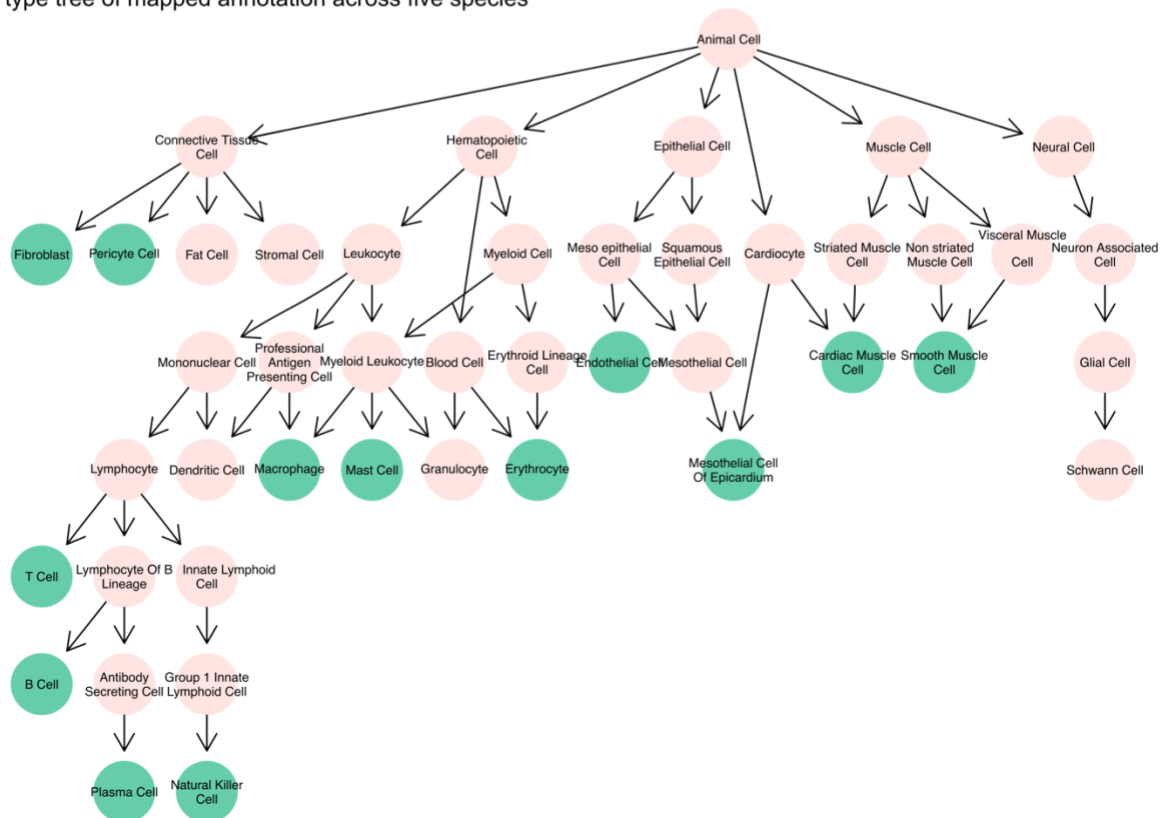 type tree of mapped annotation across five species
Animal Cell
Connective Tissue
Cell
Hematopoietic
Cell
Epithelial Cell
Muscle Cell
Neural Cell
Fibroblast
Pericyte Cell
Fat Cell
Stromal Cell
Leukocyte
Myeloid Cell
Meso epithelial
Cell
Squamous
Epithelial Cell
Cardiocyte
Striated Muscle
Cell
Non striated
Muscle Cell
Visceral Muscle
Cell
Neuron Associated
Cell
Mononuclear Cell
Professional
Antigen
Presenting Cell
Myeloid Leukocyte
Blood Cell
Erythroid Lineage
Cell
Endothelial Cell
Mesothelial Cell
Cardiac Muscle
Cell
Smooth Muscle
Cell
Glial Cell
Lymphocyte
Dendritic Cell
Macrophage
Mast Cell
Granulocyte
Erythrocyte
Mesothelial Cell
Of Epicardium
Schwann Cell
T Cell
Lymphocyte Of B
Lineage
Innate Lymphoid
Cell
B Cell
Antibody
Secreting Cell
Group 1 Innate
Lymphoid Cell
Plasma Cell
Natural Killer
Cell